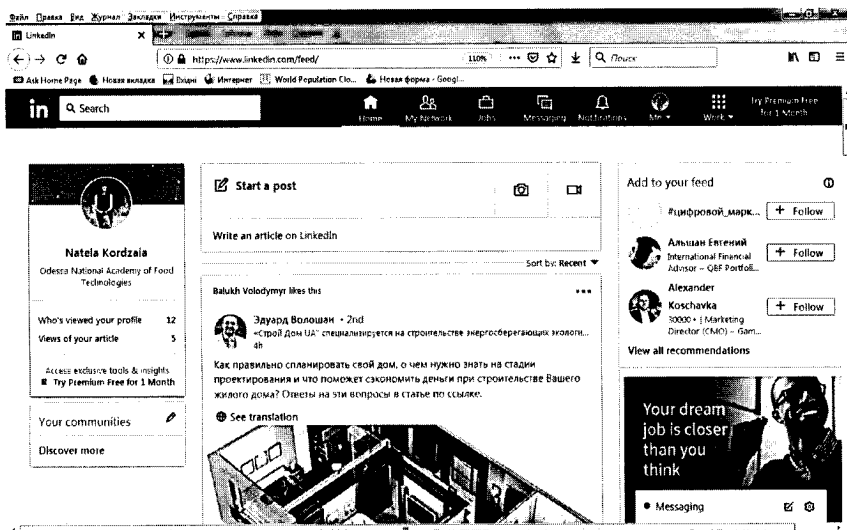 Файл Правка Вид Журнал Закладки Инструменты Справка
in LinkedIn X
https://www.linkedin.com/feed/ 110% Поиск
Ask Home Page Новая вкладка Вхідні Интернет World Population Clo... Новая форма - Googl...
in Search Home My Network Jobs Messaging Notifications Me Work Try Premium Free for 1 Month
Natela Kordzaia
Odessa National Academy of Food Technologies
Who's viewed your profile 12
Views of your article 5
Access exclusive tools & insights
Try Premium Free for 1 Month
Your communities
Discover more
Start a post
Write an article on LinkedIn
Sort by: Recent
Balukh Volodymyr likes this
Эдуард Волошан • 2nd
«Строй Дом UA" специализируется на строительстве энергосберегающих экологи...
4h
Как правильно спланировать свой дом, о чем нужно знать на стадии
проектирования и что поможет сэкономить деньги при строительстве Вашего
жилого дома? Ответы на эти вопросы в статье по ссылке.
See translation
Add to your feed
#цифровой_марк... + Follow
Альшан Евгений
International Financial
Advisor – QBF Portfoli...
+ Follow
Alexander
Koschavka
30000+ | Marketing
Director (CMO) – Gam...
+ Follow
View all recommendations
Your dream
job is closer
than you
think
Messaging